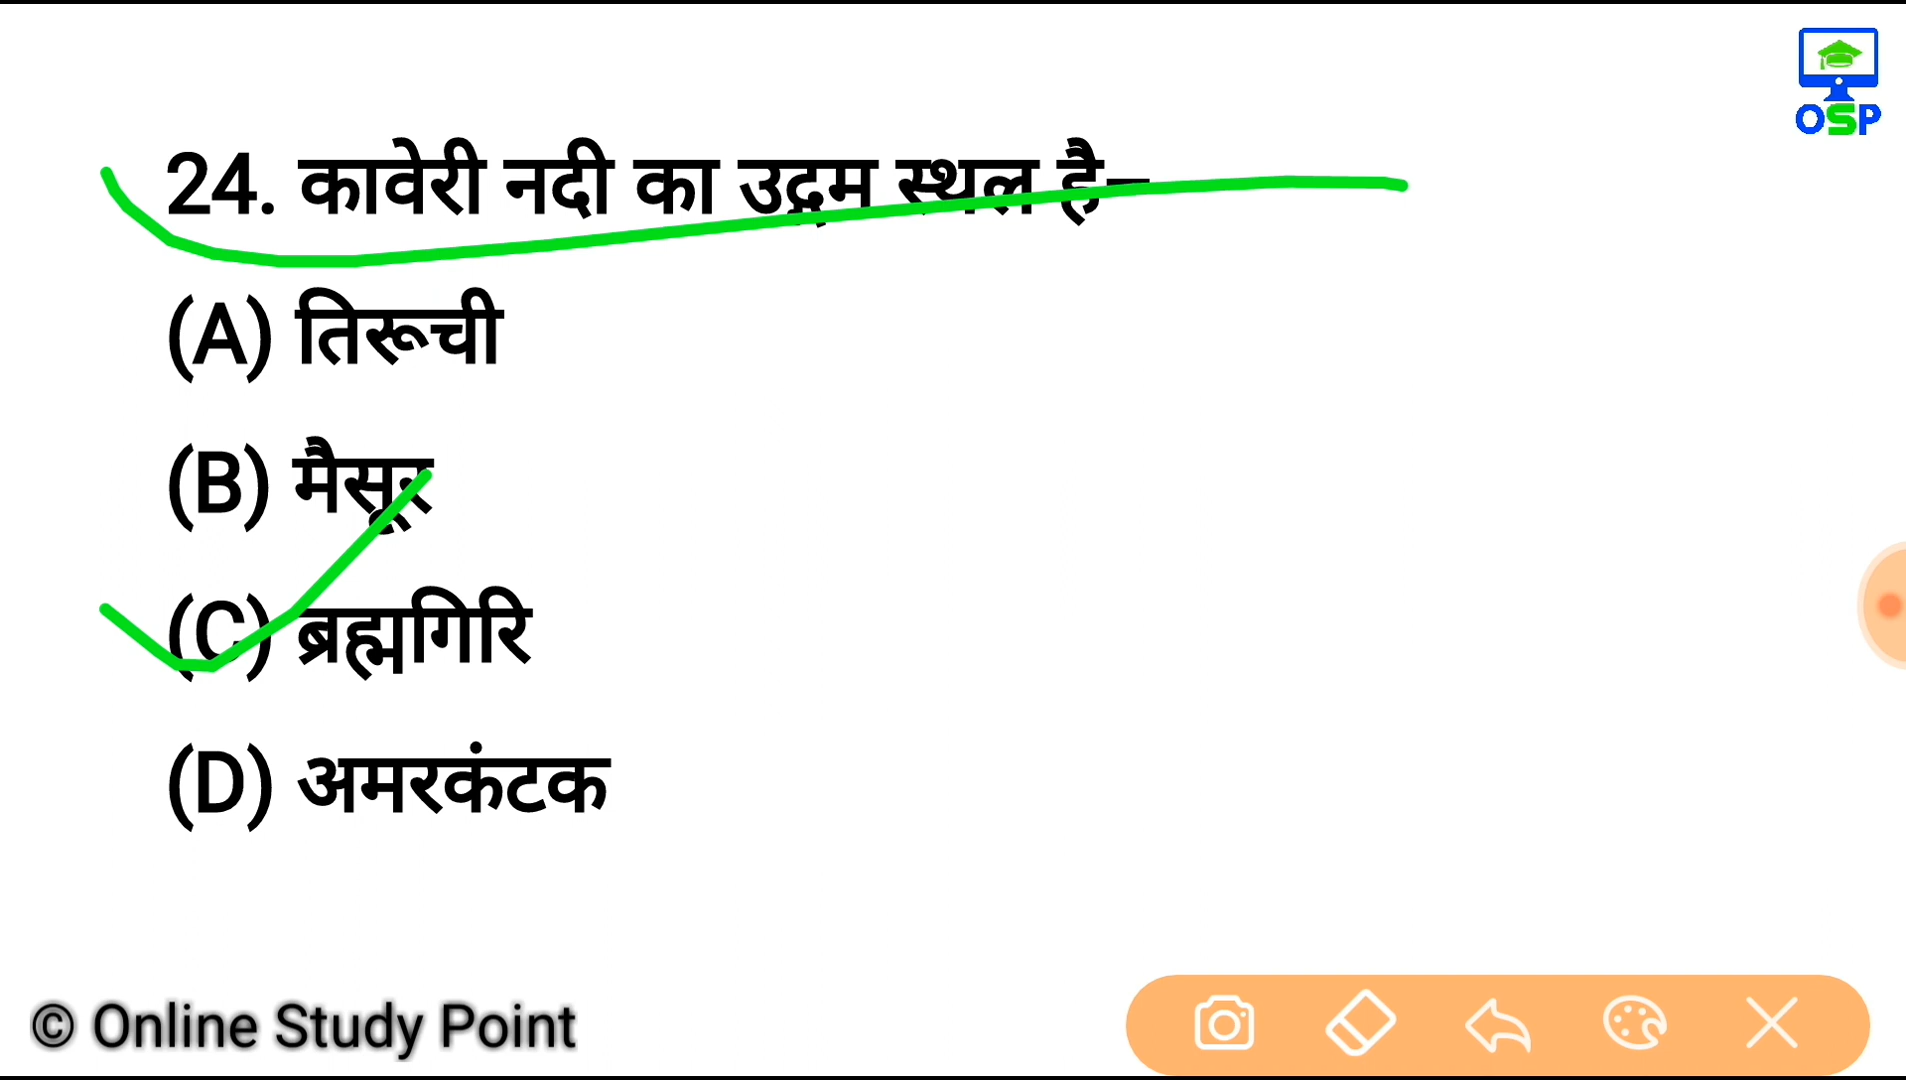 OSP
24. कावेरी नदी का उद्गम स्थल है–
(A) तिरूची
(B) मैसूर
(C) ब्रह्मगिरि
(D) अमरकंटक
© Online Study Point